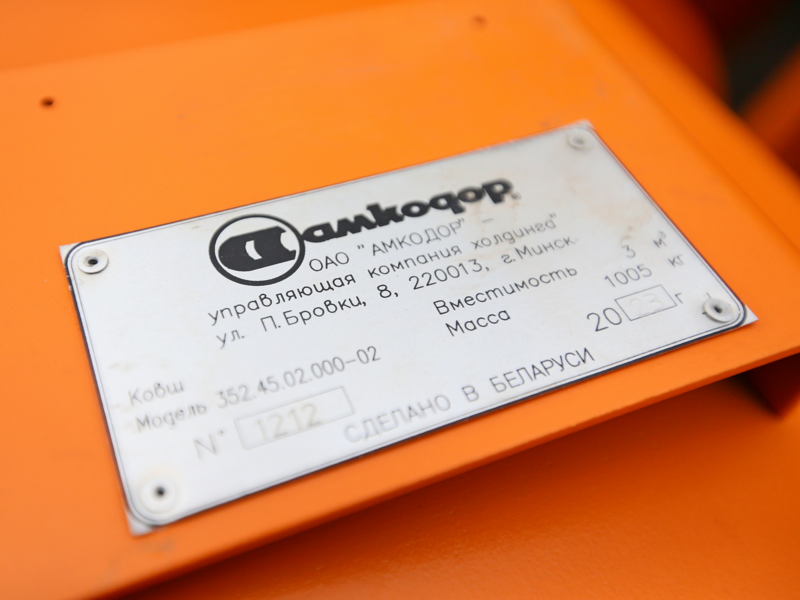 амкодор
ОАО "АМКОДОР" -
управляющая компания холдинга"
ул. П.Бровки, 8, 220013, г.Минск
Вместимость 3 м³
Масса 1005 кг
Ковш
Модель 352.45.02.000-02
2023 г
N° 1212
СДЕЛАНО В БЕЛАРУСИ